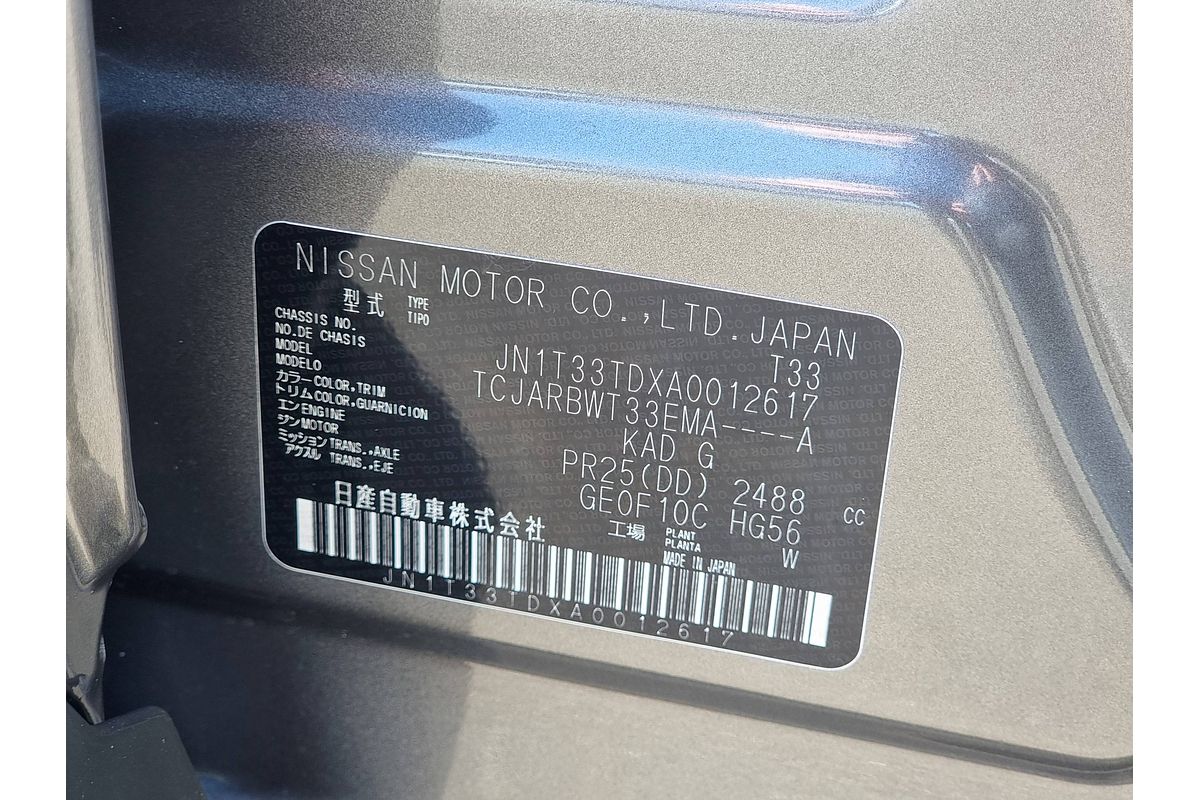 NISSAN MOTOR CO.,LTD.JAPAN
型式 TYPE TIPO T33
CHASSIS NO. NO.DE CHASIS JN1T33TDXA0012617
MODEL MODELO TCJARBWT33EMA----A
カラー COLOR,TRIM トリム COLOR,GUARNICION KAD G
エンジン ENGINE MOTOR PR25(DD) 2488 CC
ミッション TRANS.,AXLE アクスル TRANS.,EJE GE0F10C HG56
日産自動車株式会社 工場 PLANT PLANTA W
MADE IN JAPAN
JN1T33TDXA0012617